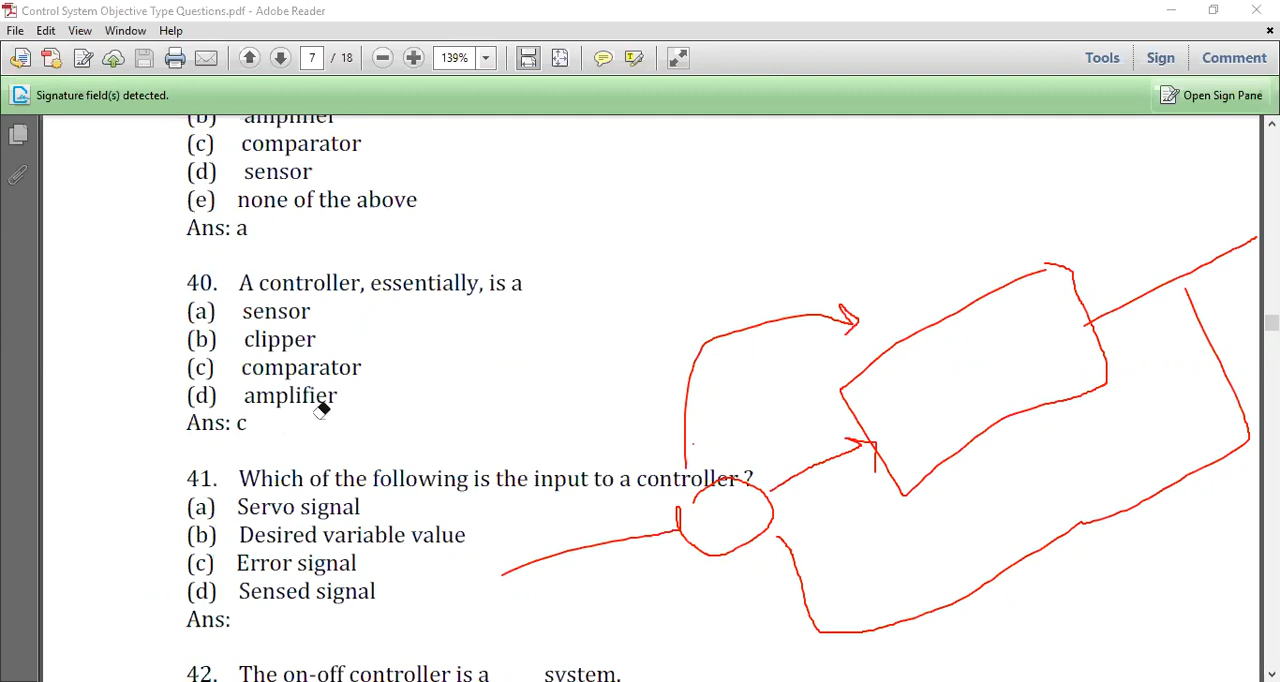 Control System Objective Type Questions.pdf - Adobe Reader
File Edit View Window Help
7 / 18 139% Tools Sign Comment
Signature field(s) detected. Open Sign Pane
(b) amplifier
(c) comparator
(d) sensor
(e) none of the above
Ans: a
40. A controller, essentially, is a
(a) sensor
(b) clipper
(c) comparator
(d) amplifier
Ans: c
41. Which of the following is the input to a controller ?
(a) Servo signal
(b) Desired variable value
(c) Error signal
(d) Sensed signal
Ans:
42. The on-off controller is a ____ system.